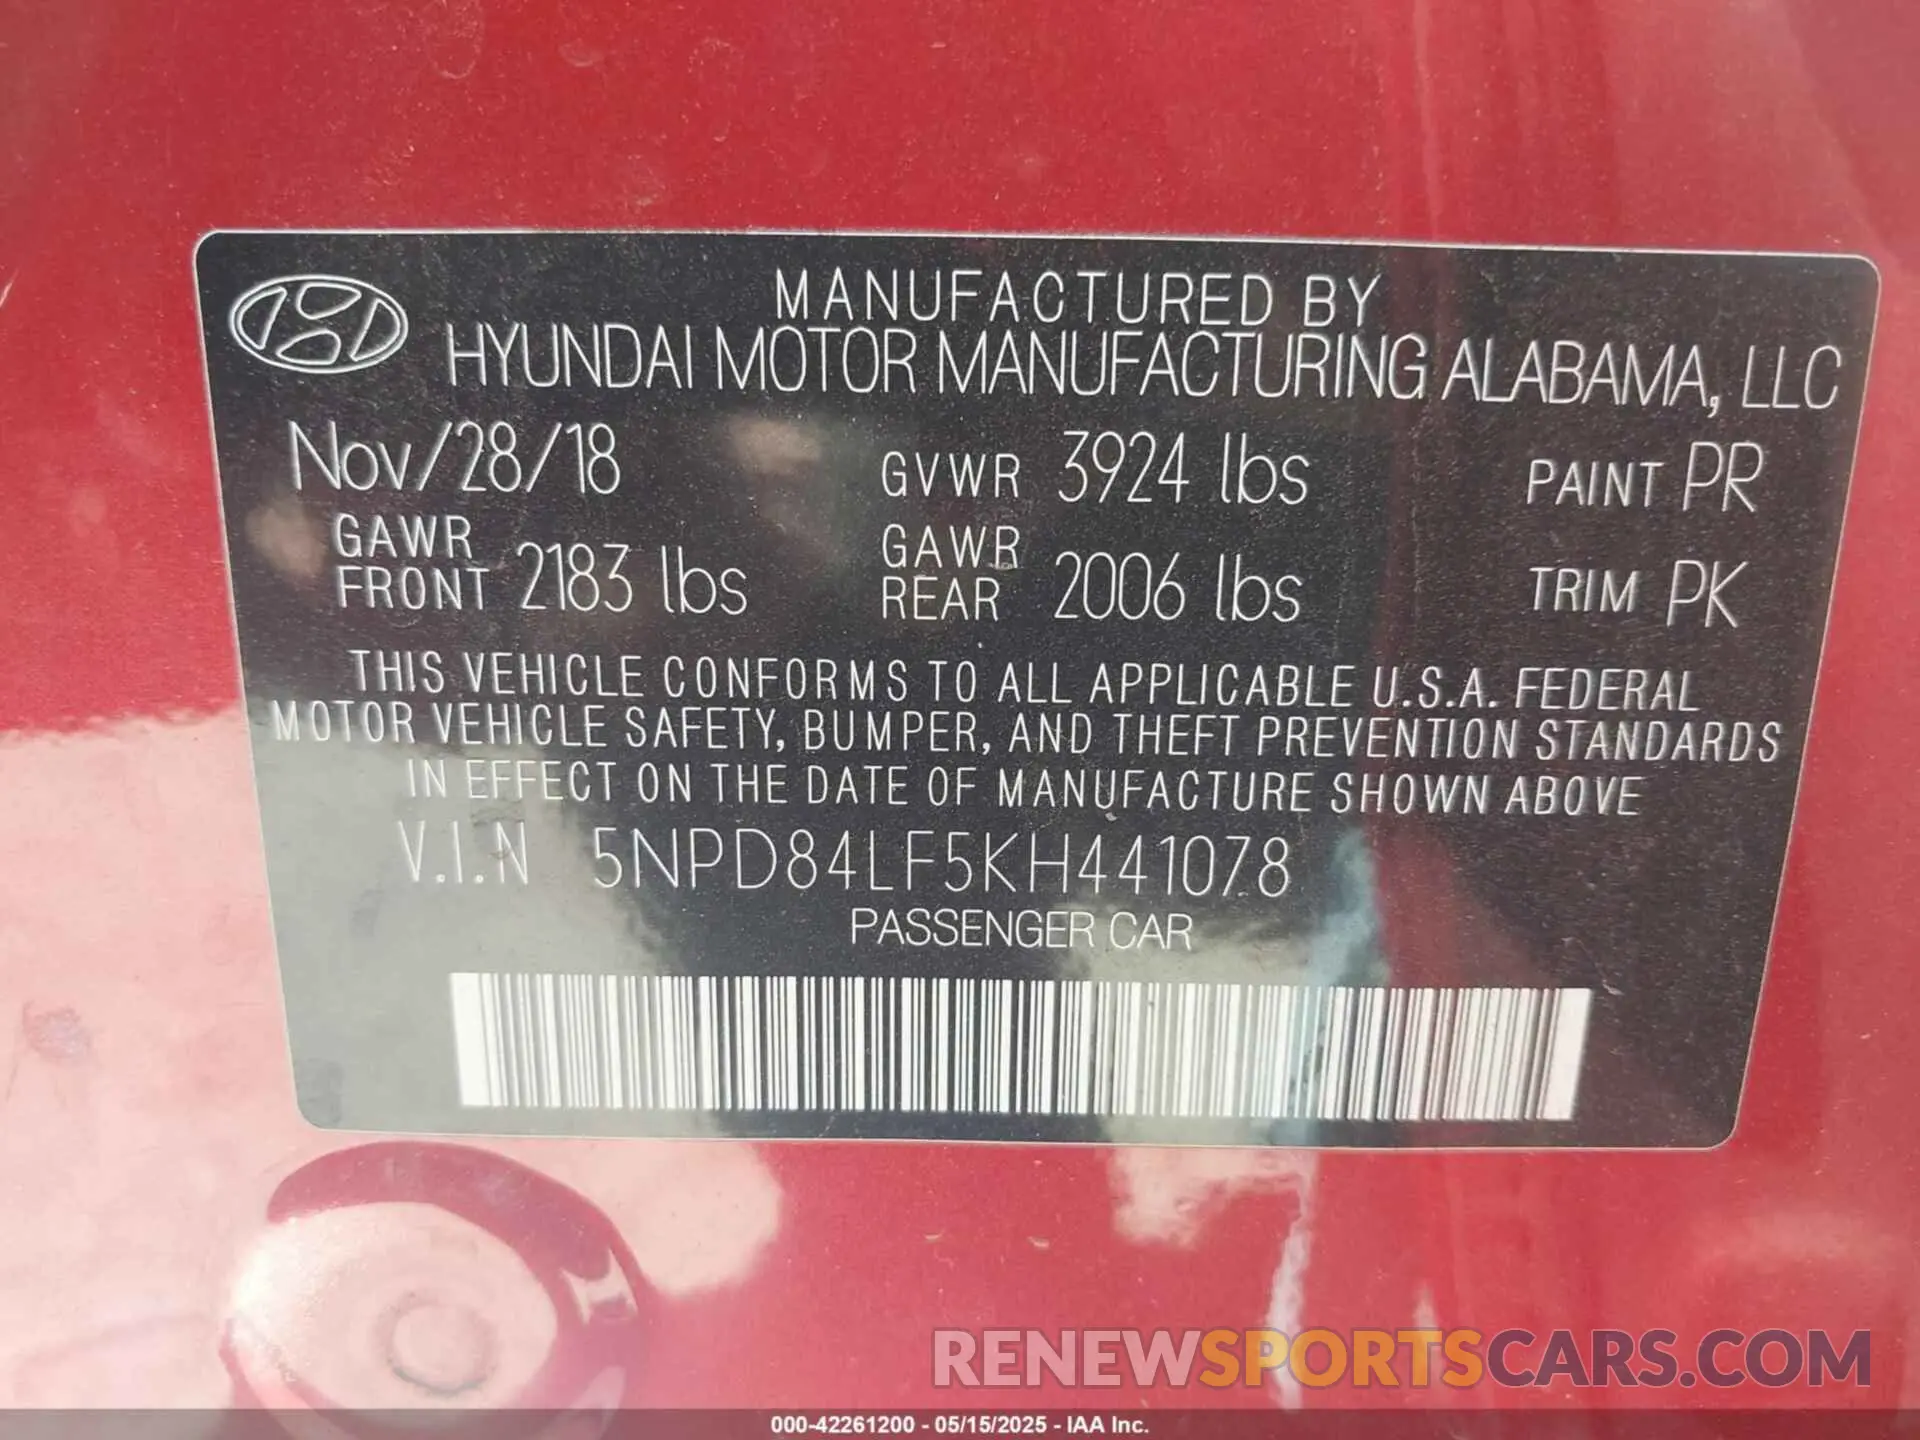 MANUFACTURED BY
HYUNDAI MOTOR MANUFACTURING ALABAMA, LLC
Nov/28/18 GVWR 3924 lbs PAINT PR
GAWR FRONT 2183 lbs GAWR REAR 2006 lbs TRIM PK
THIS VEHICLE CONFORMS TO ALL APPLICABLE U.S.A. FEDERAL
MOTOR VEHICLE SAFETY, BUMPER, AND THEFT PREVENTION STANDARDS
IN EFFECT ON THE DATE OF MANUFACTURE SHOWN ABOVE
V.I.N 5NPD84LF5KH441078
PASSENGER CAR
RENEWSPORTSCARS.COM
000-42261200 - 05/15/2025 - IAA Inc.